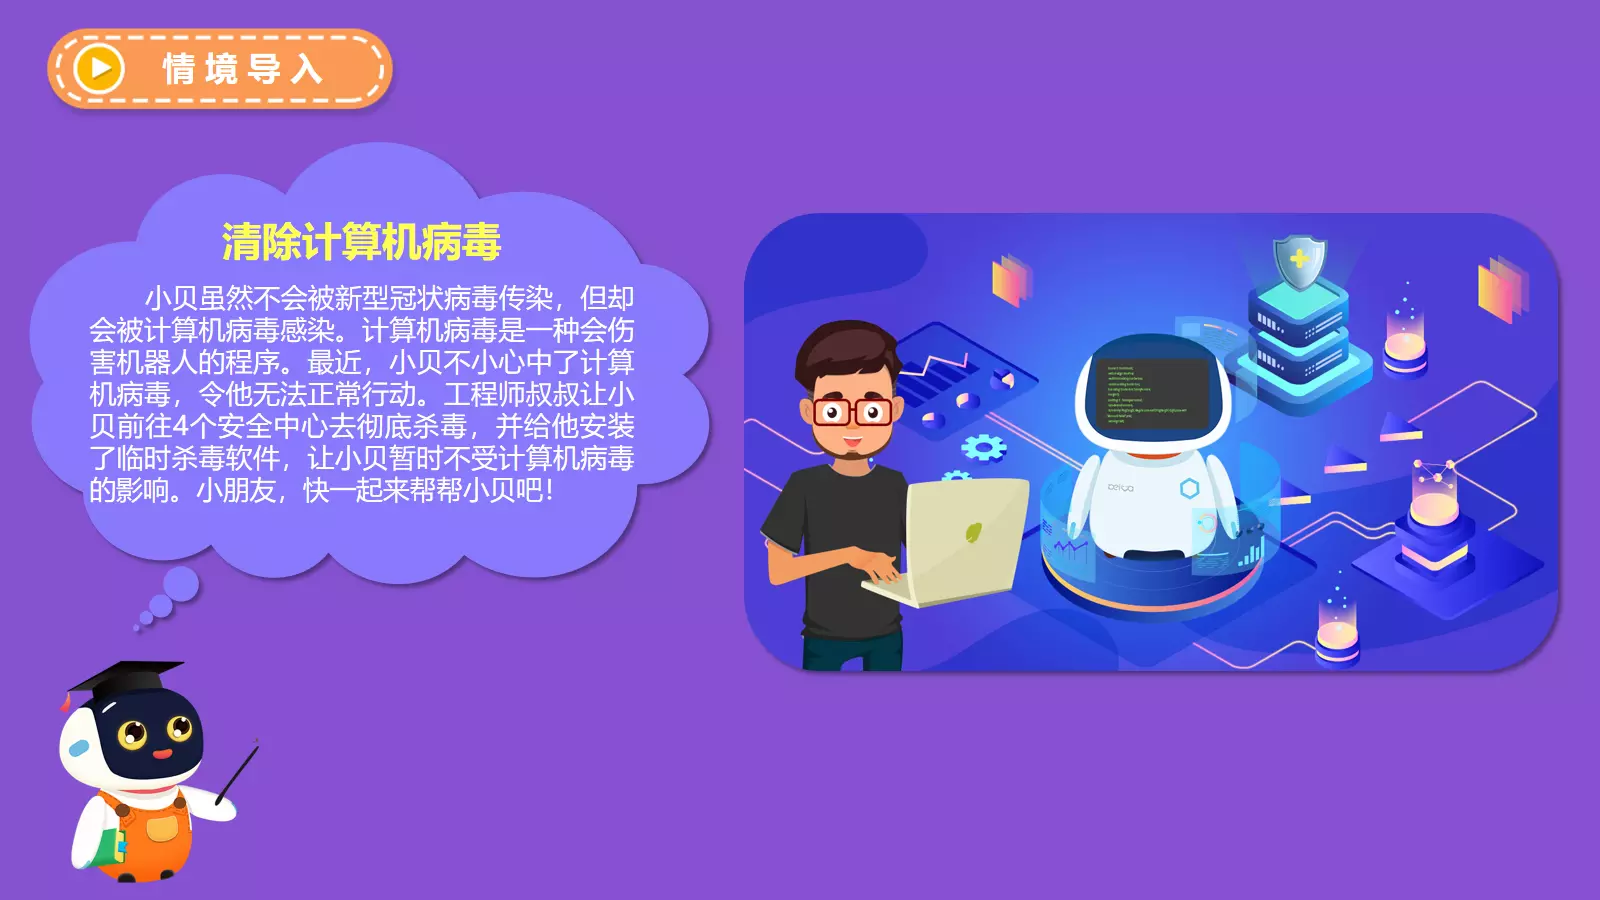 情境导入
清除计算机病毒
小贝虽然不会被新型冠状病毒传染，但却
会被计算机病毒感染。计算机病毒是一种会伤
害机器人的程序。最近，小贝不小心中了计算
机病毒，令他无法正常行动。工程师叔叔让小
贝前往4个安全中心去彻底杀毒，并给他安装
了临时杀毒软件，让小贝暂时不受计算机病毒
的影响。小朋友，快一起来帮帮小贝吧！